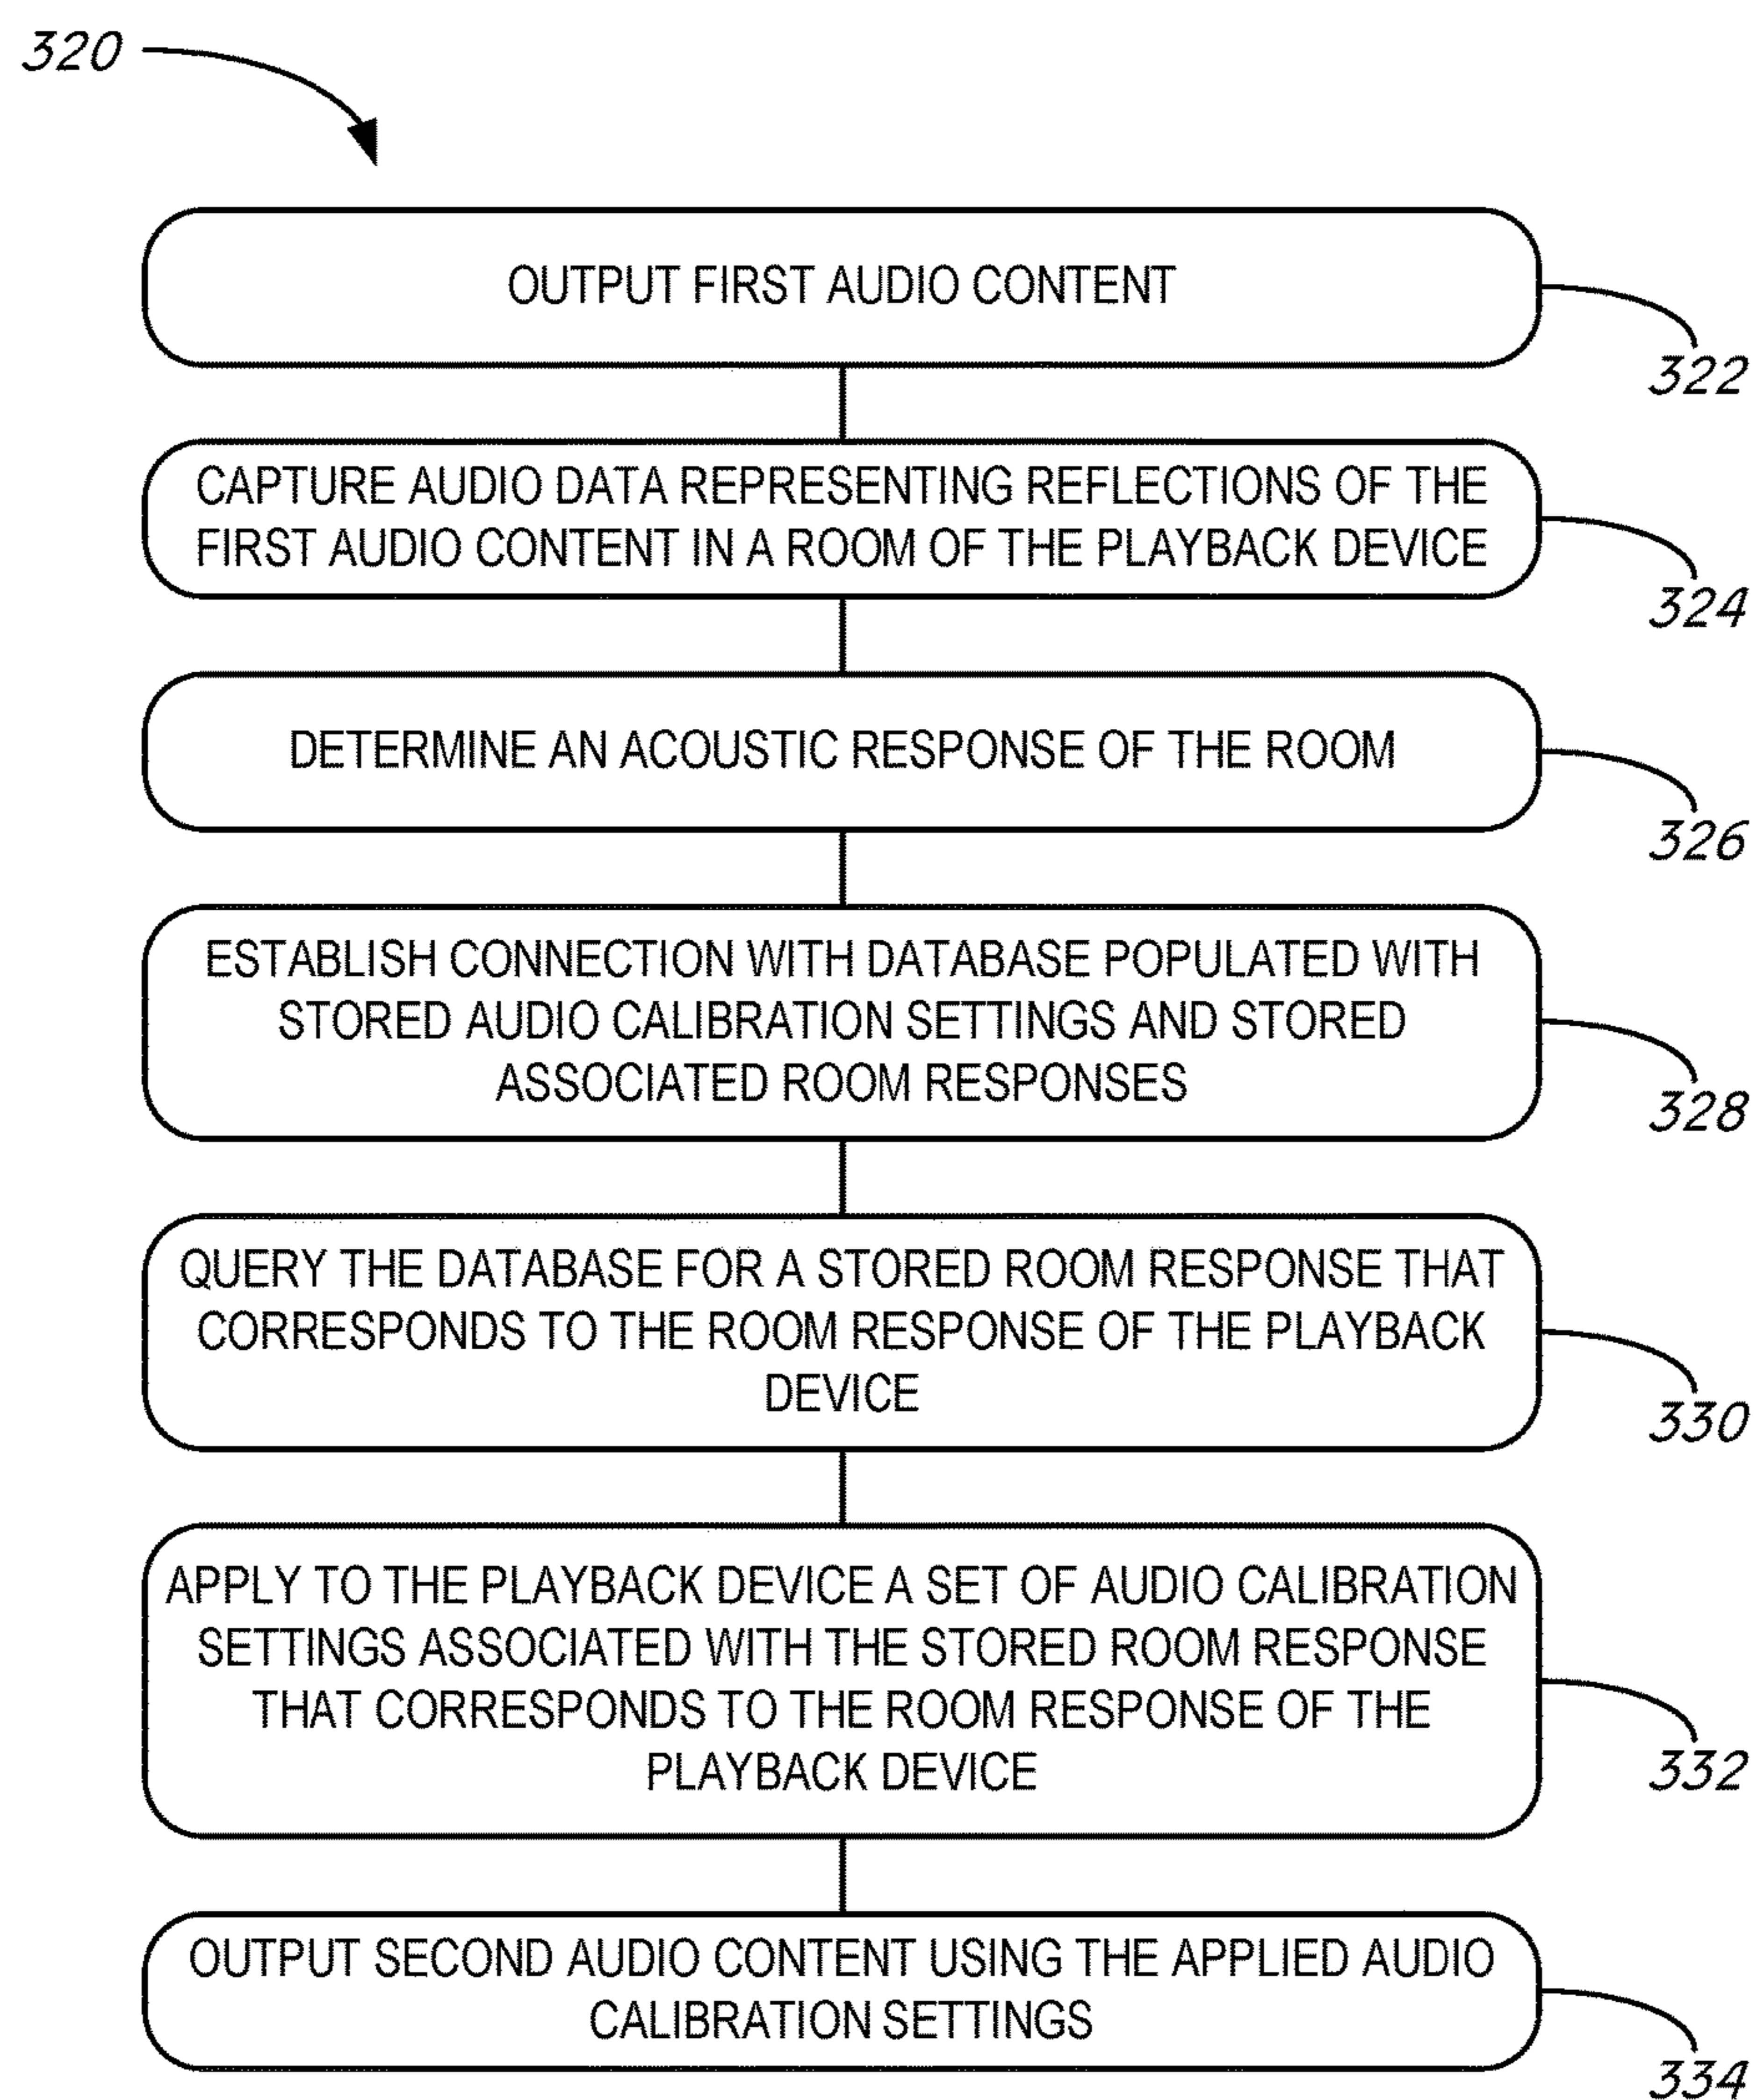 320
OUTPUT FIRST AUDIO CONTENT
322
CAPTURE AUDIO DATA REPRESENTING REFLECTIONS OF THE
FIRST AUDIO CONTENT IN A ROOM OF THE PLAYBACK DEVICE
324
DETERMINE AN ACOUSTIC RESPONSE OF THE ROOM
326
ESTABLISH CONNECTION WITH DATABASE POPULATED WITH
STORED AUDIO CALIBRATION SETTINGS AND STORED
ASSOCIATED ROOM RESPONSES
328
QUERY THE DATABASE FOR A STORED ROOM RESPONSE THAT
CORRESPONDS TO THE ROOM RESPONSE OF THE PLAYBACK
DEVICE
330
APPLY TO THE PLAYBACK DEVICE A SET OF AUDIO CALIBRATION
SETTINGS ASSOCIATED WITH THE STORED ROOM RESPONSE
THAT CORRESPONDS TO THE ROOM RESPONSE OF THE
PLAYBACK DEVICE
332
OUTPUT SECOND AUDIO CONTENT USING THE APPLIED AUDIO
CALIBRATION SETTINGS
334